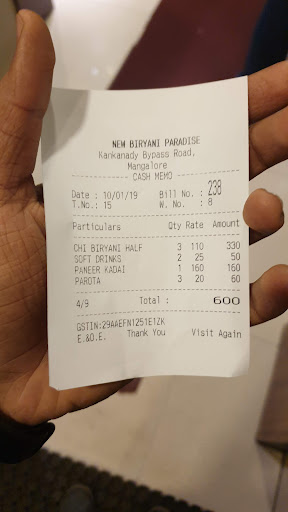 NEW BIRYANI PARADISE
Kankanady Bypass Road,
Mangalore
CASH MEMO
Date : 10/01/19 Bill No. : 238
T.No.: 15 W. No. : 8
Particulars Qty Rate Amount
CHI BIRYANI HALF 3 110 330
SOFT DRINKS 2 25 50
PANEER KADAI 1 160 160
PAROTA 3 20 60
4/9 Total : 600
GSTIN:29AAEFN1251E1ZK
E.&O.E. Thank You Visit Again